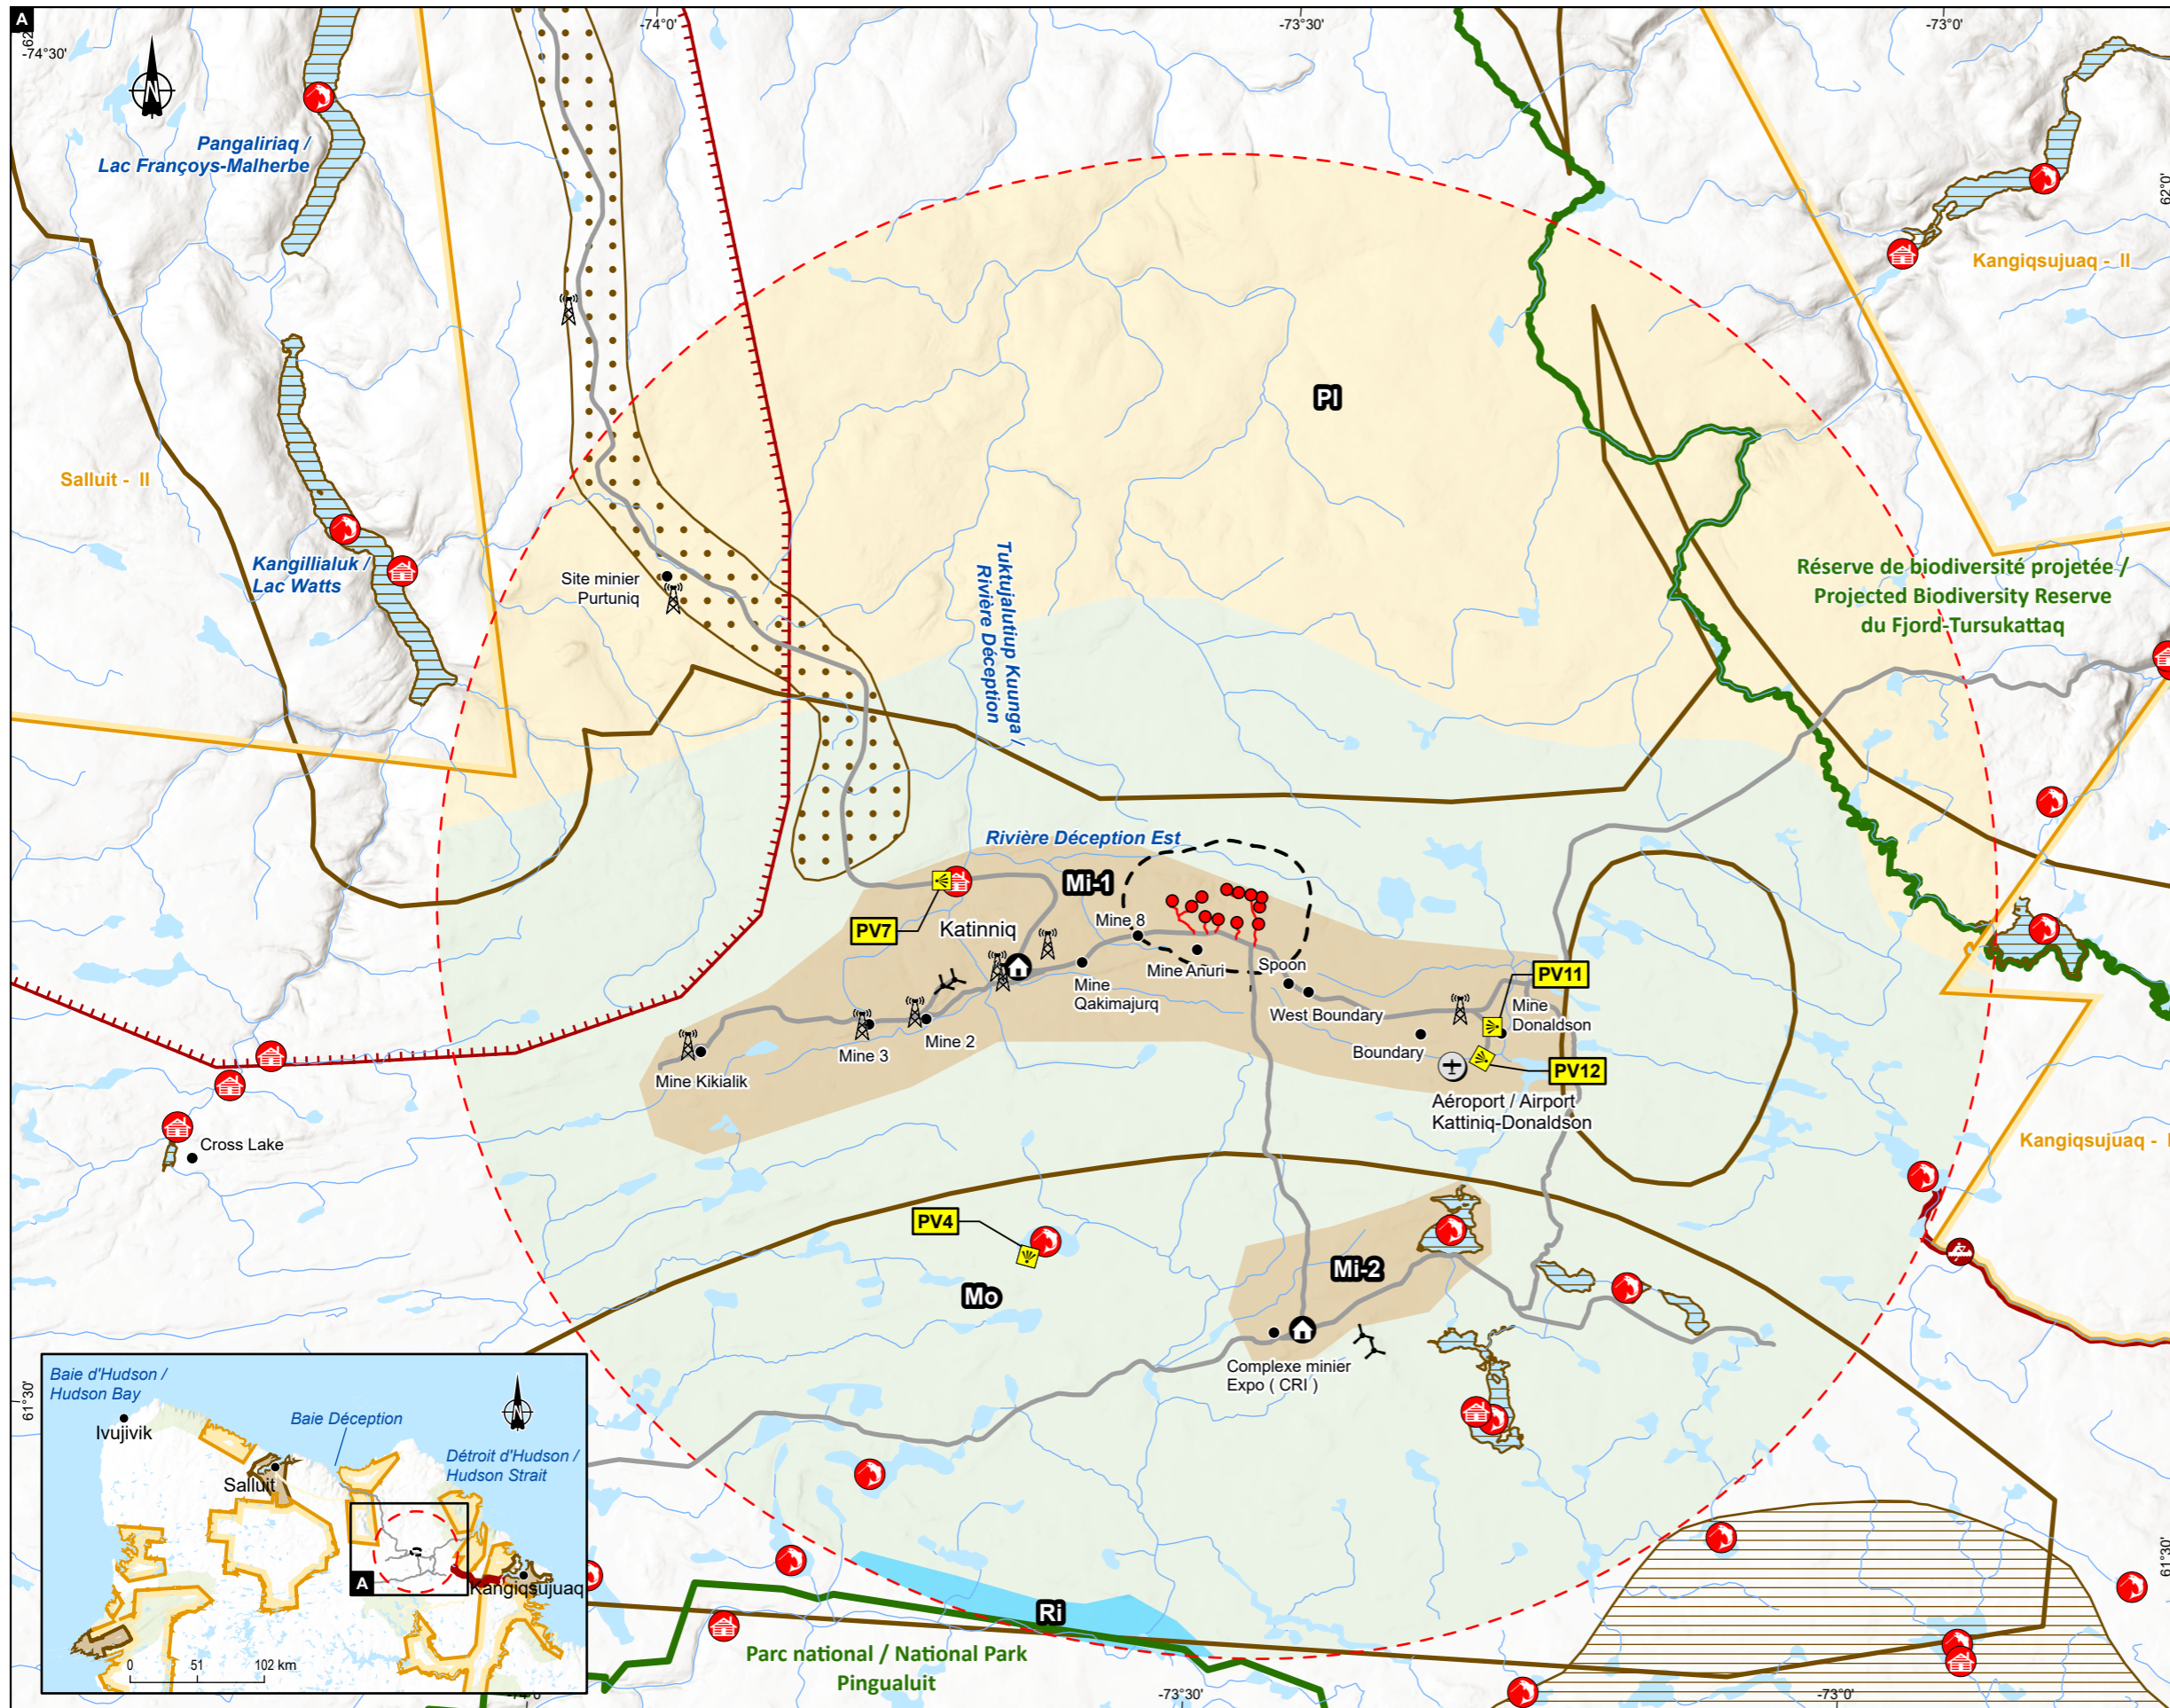 A
-74°30'
-74°0'
-73°30'
-73°0'
62°0'
Pangaliriaq /
Lac Françoys-Malherbe
Kangiqsujuaq - II
Pl
Salluit - II
Kangillialuk /
Lac Watts
Site minier
Purtuniq
Tuktujalutiup Kuunga /
Rivière Déception
Réserve de biodiversité projetée /
Projected Biodiversity Reserve
du Fjord-Tursukattaq
Rivière Déception Est
Mi-1
PV7
Katinniq
Mine 8
Mine Anuri
Spoon
Mine
Qakimajurq
West Boundary
PV11
Mine
Donaldson
Mine 3
Mine 2
Boundary
Mine Kikialik
PV12
Aéroport / Airport
Kattiniq-Donaldson
Cross Lake
Kangiqsujuaq - I
PV4
Mo
Mi-2
Complexe minier
Expo ( CRI )
61°30'
Baie d'Hudson /
Hudson Bay
Ivujivik
Baie Déception
Détroit d'Hudson /
Hudson Strait
Salluit
A
Kangiqsujuaq
0 51 102 km
61°30'
Ri
Parc national / National Park
Pingualuit
-73°30'
-73°0'